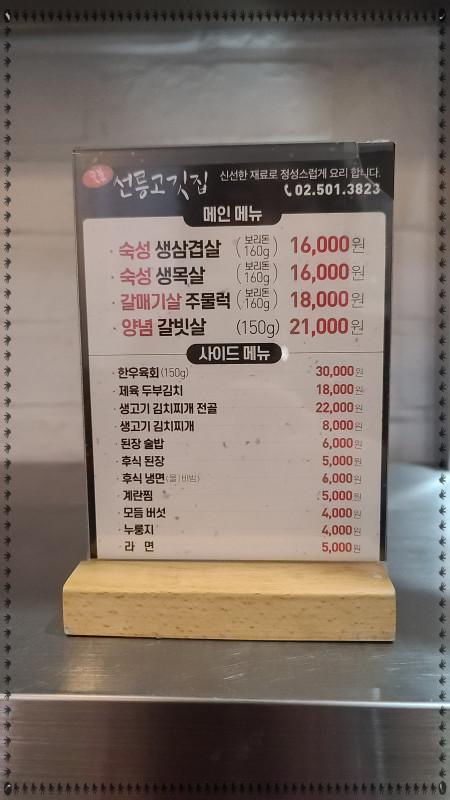 선릉고깃집 신선한 재료로 정성스럽게 요리 합니다.
02.501.3823
메인 메뉴
· 숙성 생삼겹살 (보리돈 160g) 16,000원
· 숙성 생목살 (보리돈 160g) 16,000원
· 갈매기살 주물럭 (보리돈 160g) 18,000원
· 양념 갈빗살 (150g) 21,000원
사이드 메뉴
· 한우육회(150g) 30,000원
· 제육 두부김치 18,000원
· 생고기 김치찌개 전골 22,000원
· 생고기 김치찌개 8,000원
· 된장 술밥 6,000원
· 후식 된장 5,000원
· 후식 냉면(물|비빔) 6,000원
· 계란찜 5,000원
· 모듬 버섯 4,000원
· 누룽지 4,000원
· 라 면 5,000원